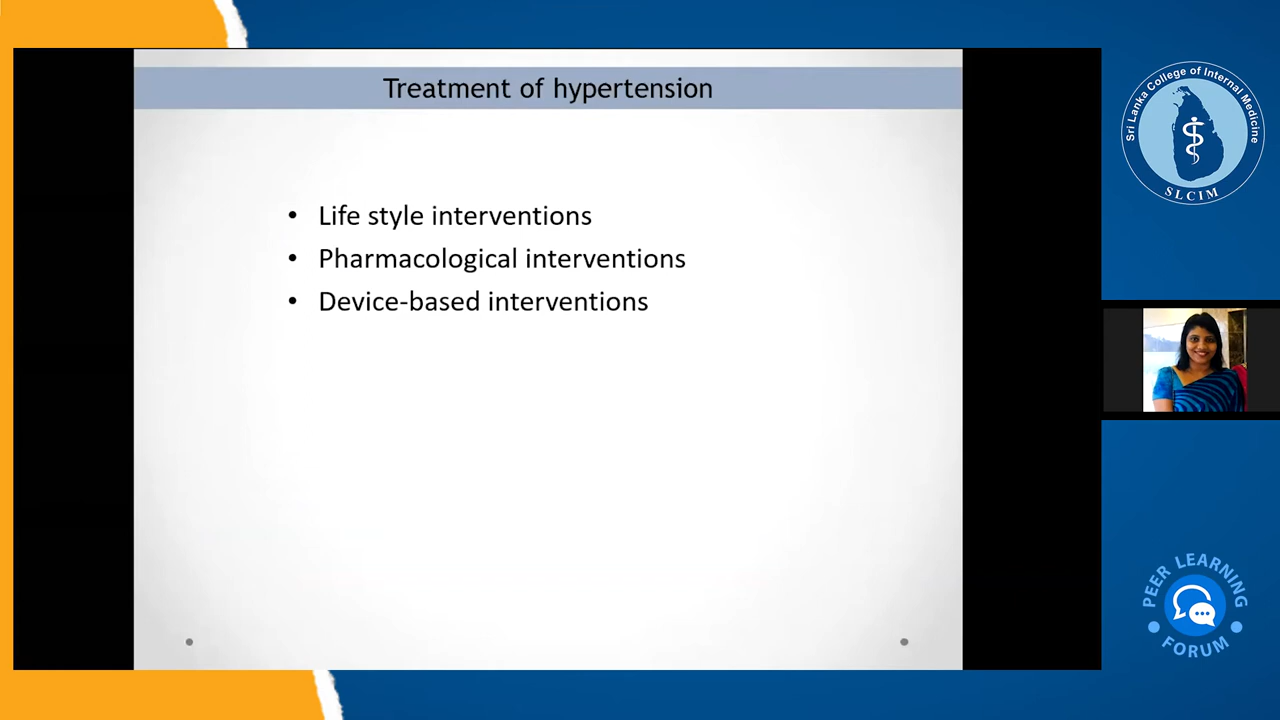 Treatment of hypertension
• Life style interventions
• Pharmacological interventions
• Device-based interventions
Sri Lanka College of Internal Medicine
SLCIM
PEER LEARNING
FORUM